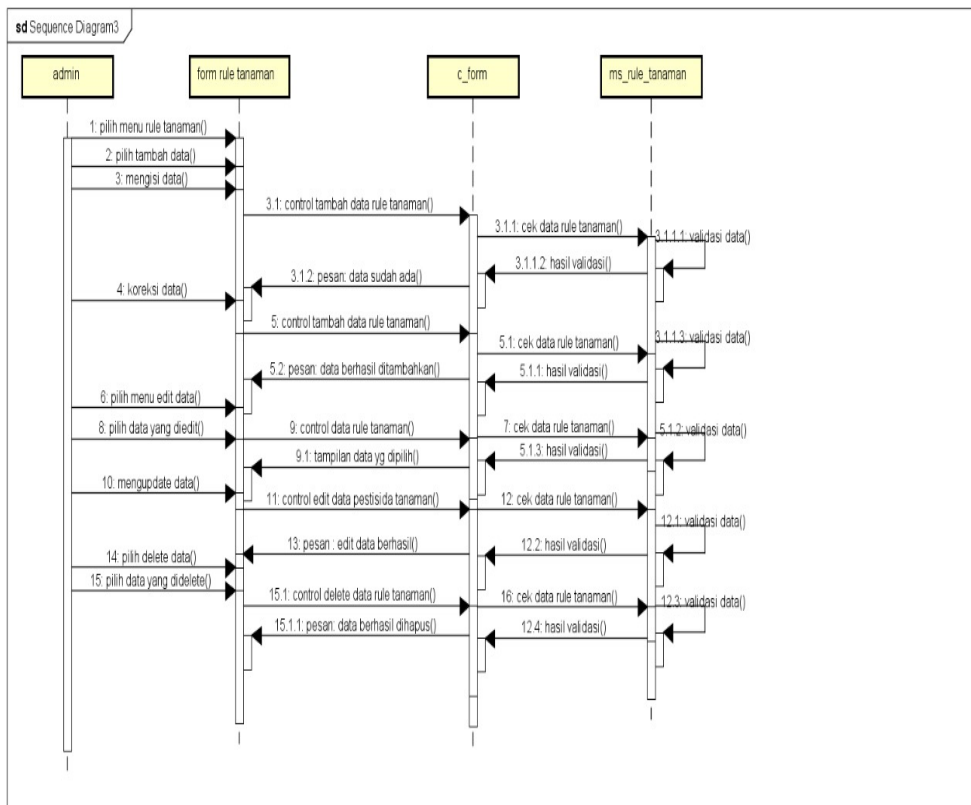 sd Sequence Diagram3
admin
form rule tanaman
c_form
ms_rule_tanaman
1: pilih menu rule tanaman()
2: pilih tambah data()
3: mengisi data()
3.1: control tambah data rule tanaman()
3.1.1: cek data rule tanaman()
3.1.1.1: validasi data()
3.1.1.2: hasil validasi()
3.1.2: pesan: data sudah ada()
4: koreksi data()
5: control tambah data rule tanaman()
3.1.1.3: validasi data()
5.1: cek data rule tanaman()
5.1.1: hasil validasi()
5.2: pesan: data berhasil ditambahkan()
6: pilih menu edit data()
8: pilih data yang diedit()
9: control data rule tanaman()
7: cek data rule tanaman()
5.1.2: validasi data()
5.1.3: hasil validasi()
9.1: tampilan data yg dipilih()
10: mengupdate data()
11: control edit data pestisida tanaman()
12: cek data rule tanaman()
12.1: validasi data()
12.2: hasil validasi()
13: pesan : edit data berhasil()
14: pilih delete data()
15: pilih data yang didelete()
15.1: control delete data rule tanaman()
16: cek data rule tanaman()
12.3: validasi data()
12.4: hasil validasi()
15.1.1: pesan: data berhasil dihapus()